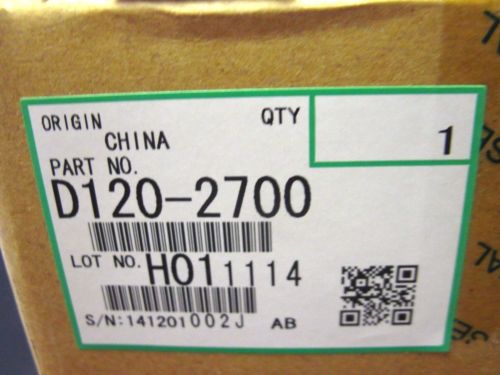 ORIGIN
CHINA
QTY
1
PART NO.
D120-2700
LOT NO. H011114
S/N:141201002J AB